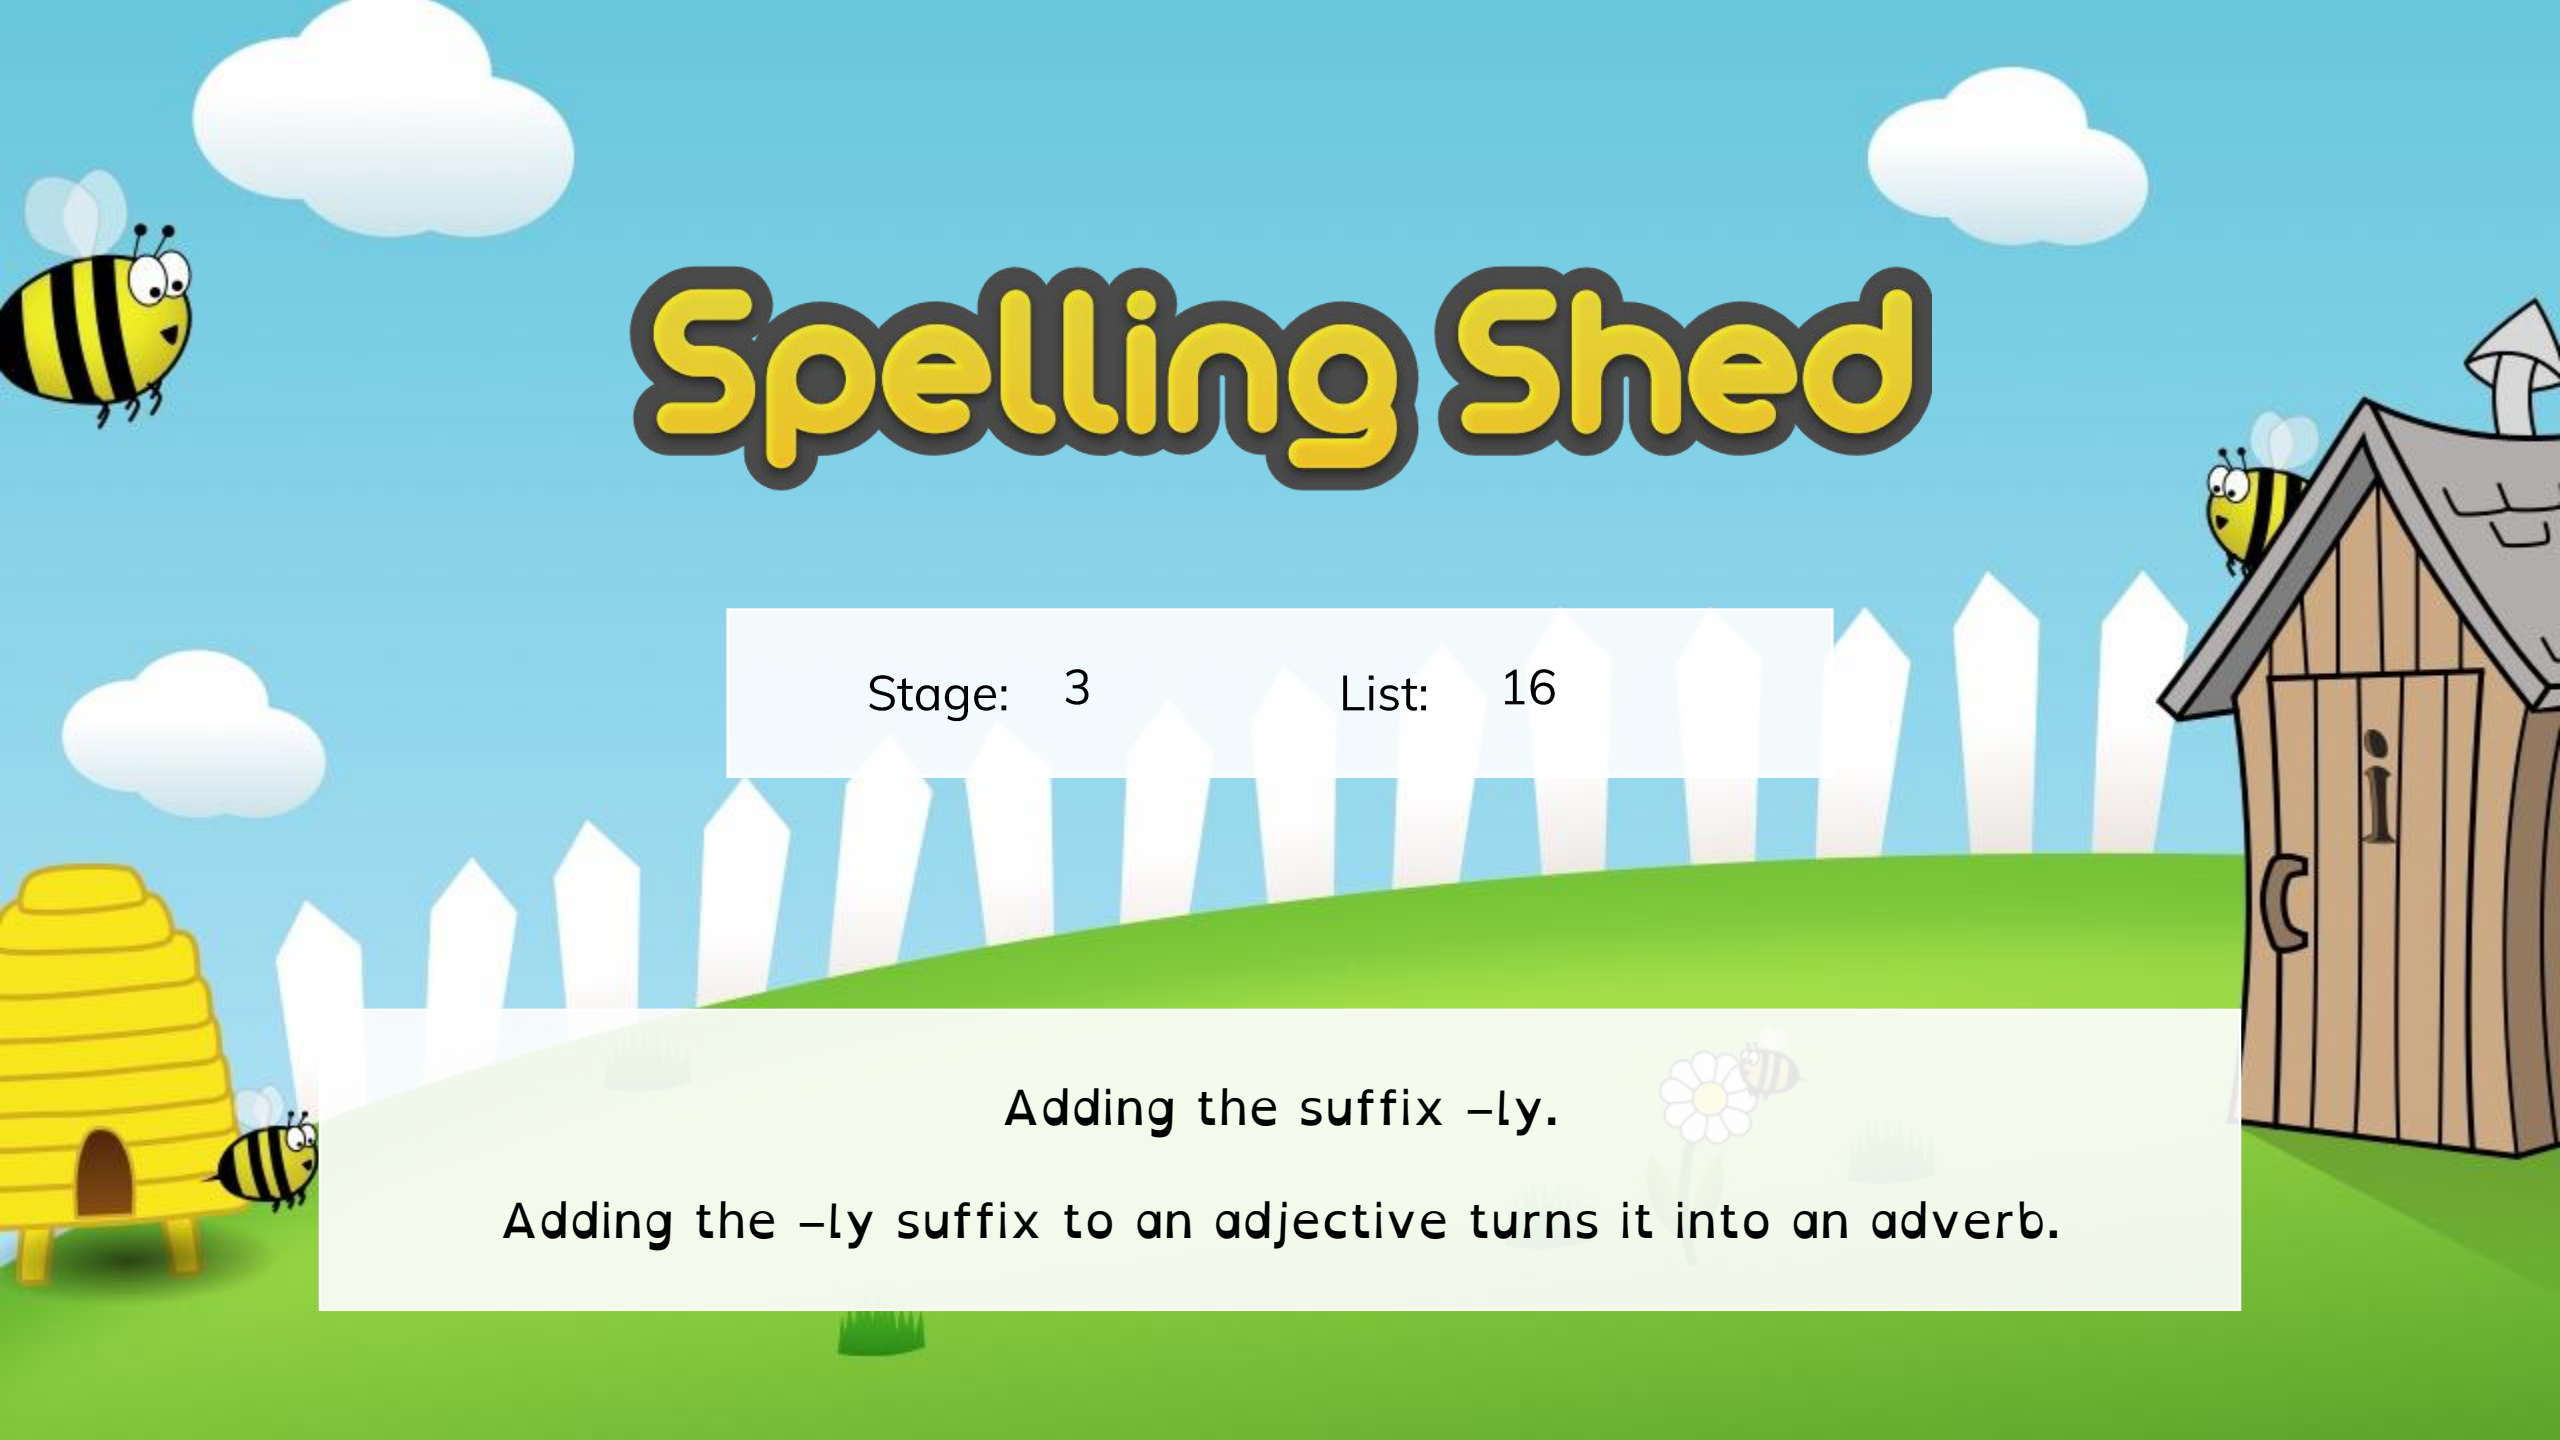 Spelling Shed
Stage: 3 List: 16
i
Adding the suffix –ly.
Adding the –ly suffix to an adjective turns it into an adverb.